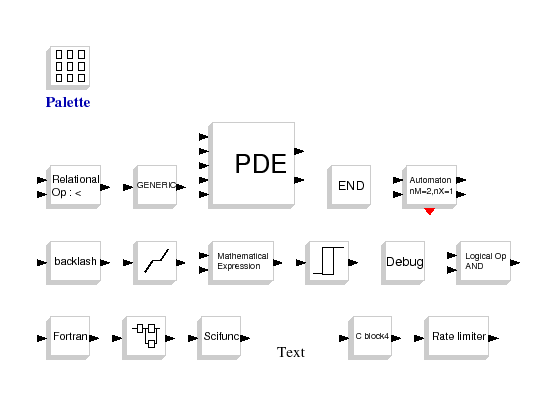 Palette
Relational
Op : <
GENERIC
PDE
END
Automaton
nM=2,nX=1
backlash
Mathematical
Expression
Debug
Logical Op
AND
Fortran
Scifunc
Text
C block4
Rate limiter